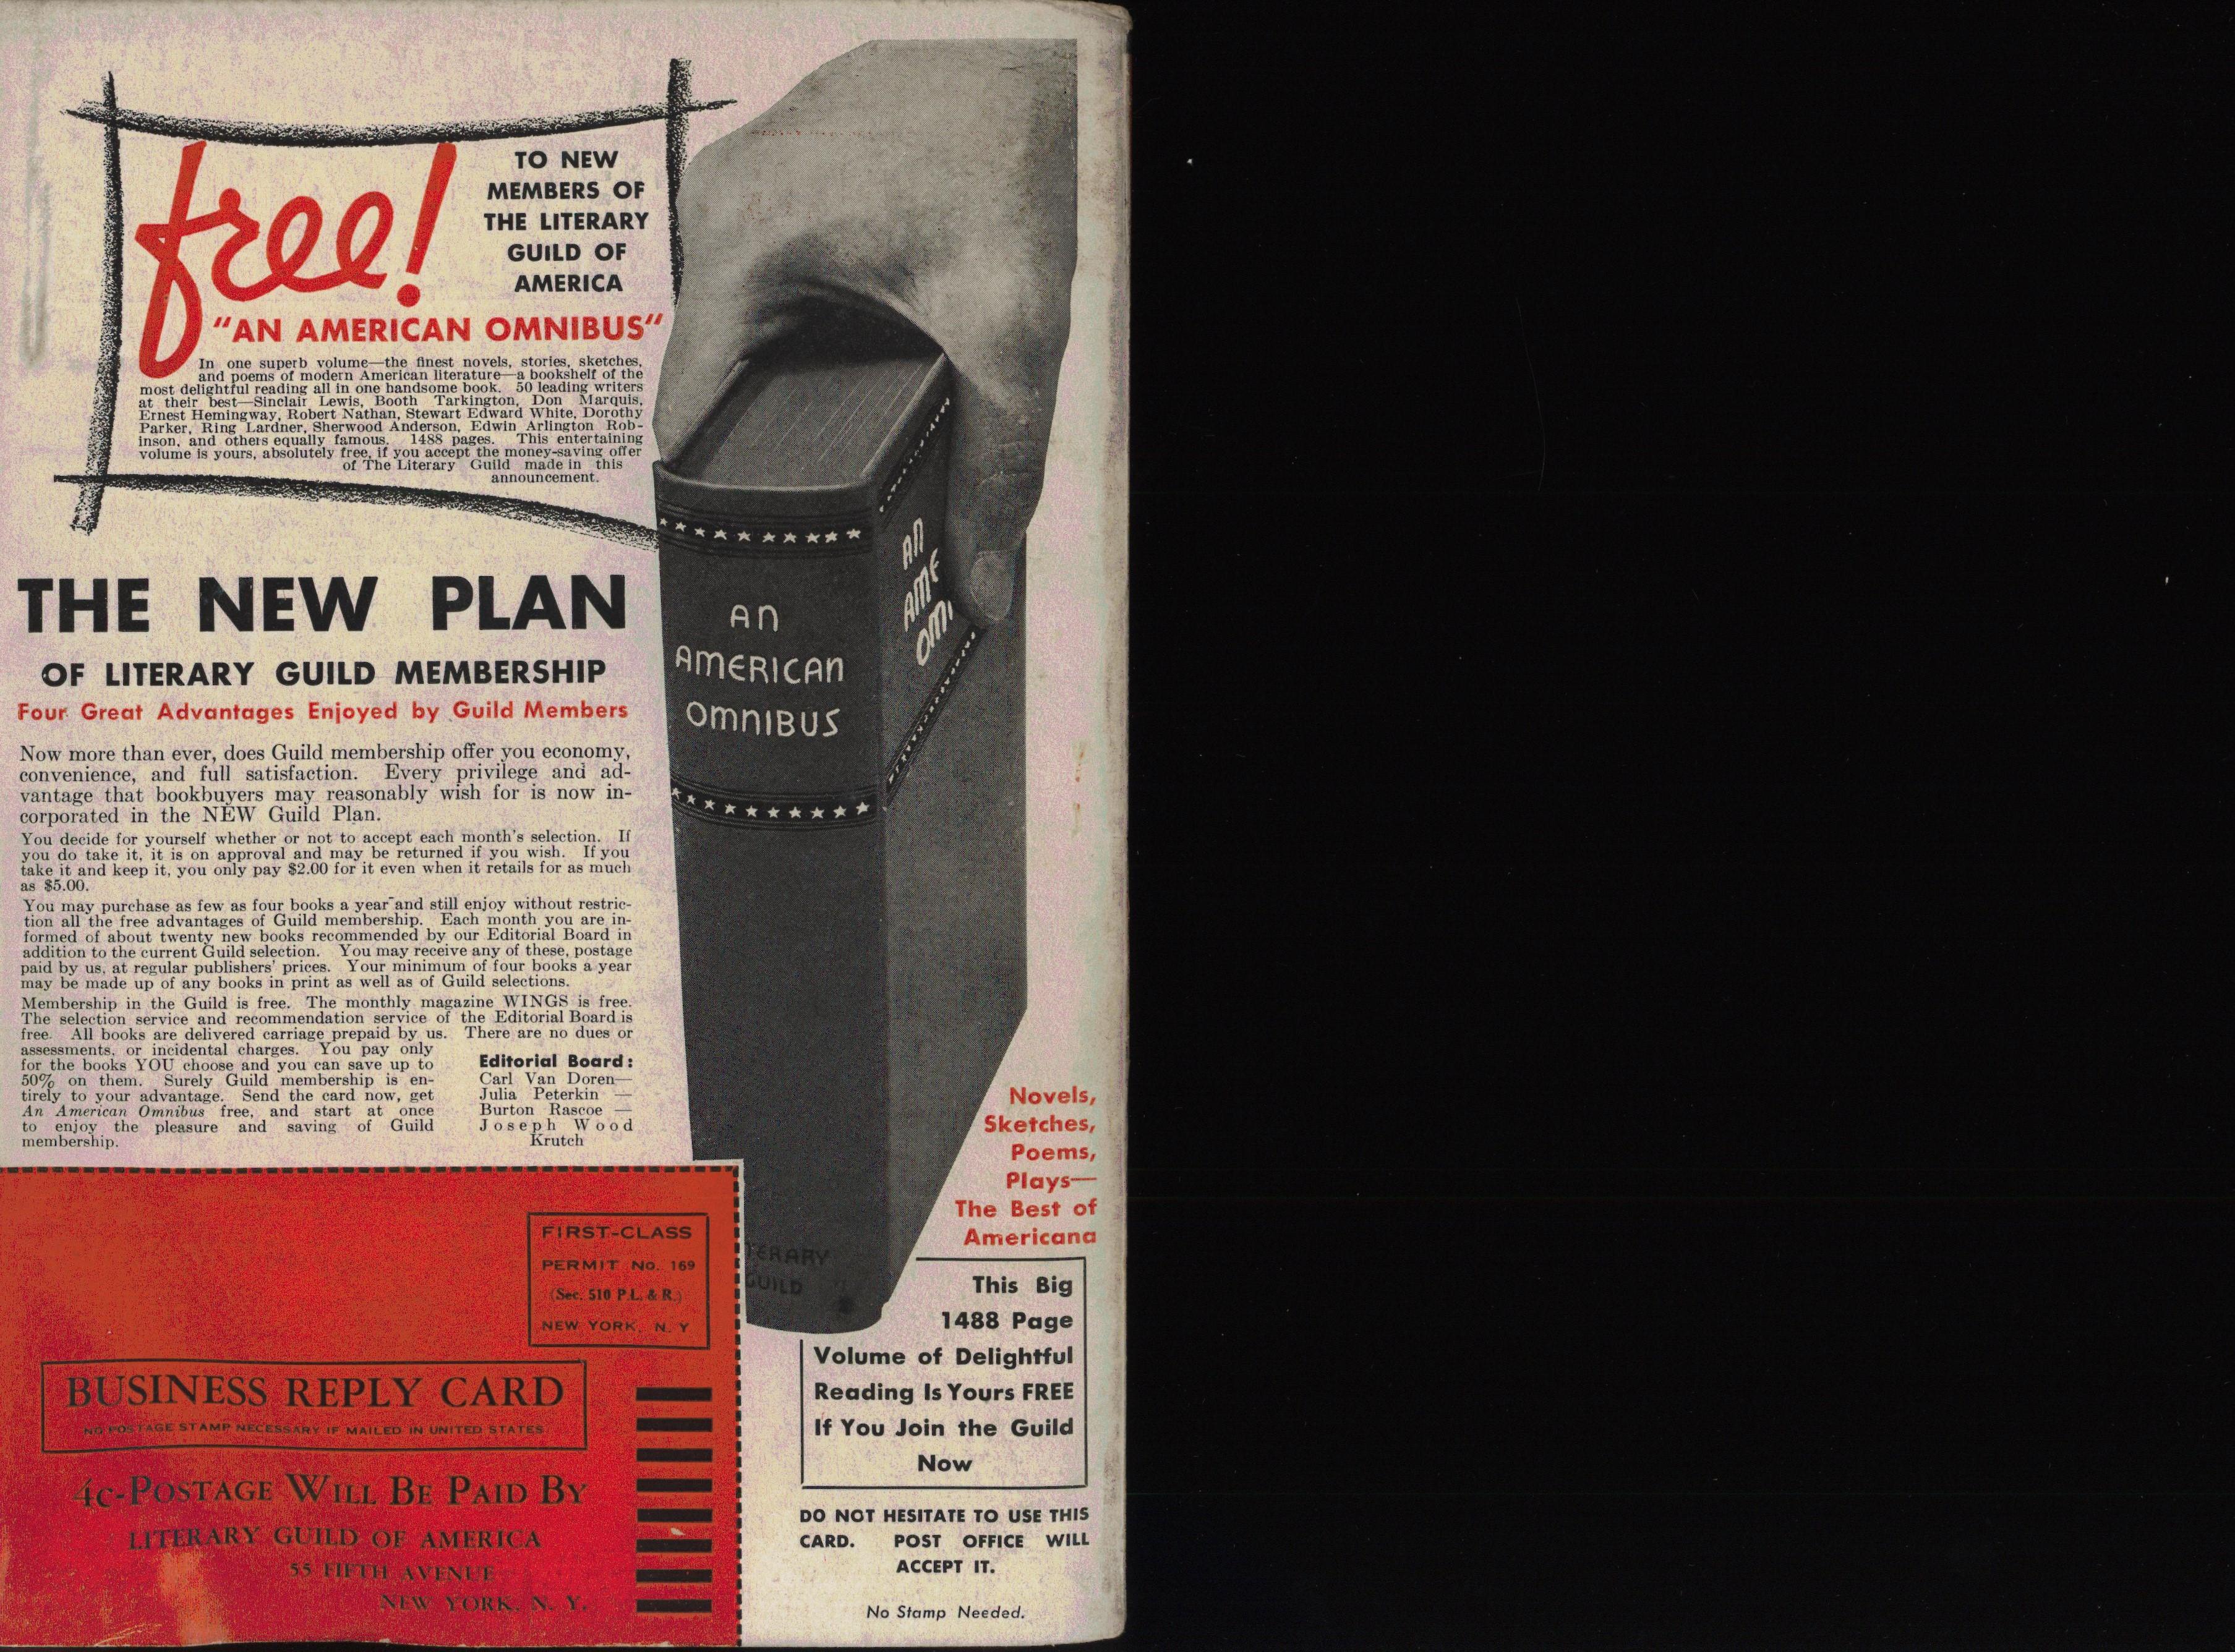 free!
TO NEW
MEMBERS OF
THE LITERARY
GUILD OF
AMERICA
"AN AMERICAN OMNIBUS"
In one superb volume—the finest novels, stories, sketches,
and poems of modern American literature—a bookshelf of the
most delightful reading all in one handsome book. 50 leading writers
at their best—Sinclair Lewis, Booth Tarkington, Don Marquis,
Ernest Hemingway, Robert Nathan, Stewart Edward White, Dorothy
Parker, Ring Lardner, Sherwood Anderson, Edwin Arlington Rob-
inson, and others equally famous. 1488 pages. This entertaining
volume is yours, absolutely free, if you accept the money-saving offer
of The Literary Guild made in this
announcement.
AN
AMERICAN
OMNIBUS
AN
AME
OM
THE NEW PLAN
OF LITERARY GUILD MEMBERSHIP
Four Great Advantages Enjoyed by Guild Members
Now more than ever, does Guild membership offer you economy,
convenience, and full satisfaction. Every privilege and ad-
vantage that bookbuyers may reasonably wish for is now in-
corporated in the NEW Guild Plan.
You decide for yourself whether or not to accept each month's selection. If
you do take it, it is on approval and may be returned if you wish. If you
take it and keep it, you only pay $2.00 for it even when it retails for as much
as $5.00.
You may purchase as few as four books a year and still enjoy without restric-
tion all the free advantages of Guild membership. Each month you are in-
formed of about twenty new books recommended by our Editorial Board in
addition to the current Guild selection. You may receive any of these, postage
paid by us, at regular publishers' prices. Your minimum of four books a year
may be made up of any books in print as well as of Guild selections.
Membership in the Guild is free. The monthly magazine WINGS is free.
The selection service and recommendation service of the Editorial Board is
free. All books are delivered carriage prepaid by us. There are no dues or
assessments, or incidental charges. You pay only
for the books YOU choose and you can save up to
50% on them. Surely Guild membership is en-
tirely to your advantage. Send the card now, get
An American Omnibus free, and start at once
to enjoy the pleasure and saving of Guild
membership.
Editorial Board:
Carl Van Doren—
Julia Peterkin —
Burton Rascoe —
Joseph Wood
Krutch
Novels,
Sketches,
Poems,
Plays—
The Best of
Americana
TERARY
GUILD
This Big
1488 Page
Volume of Delightful
Reading Is Yours FREE
If You Join the Guild
Now
DO NOT HESITATE TO USE THIS
CARD. POST OFFICE WILL
ACCEPT IT.
No Stamp Needed.
FIRST-CLASS
PERMIT No. 169
(Sec. 510 P.L. & R.)
NEW YORK, N. Y
BUSINESS REPLY CARD
NO POSTAGE STAMP NECESSARY IF MAILED IN UNITED STATES
4c-POSTAGE WILL BE PAID BY
LITERARY GUILD OF AMERICA
55 FIFTH AVENUE
NEW YORK, N. Y.